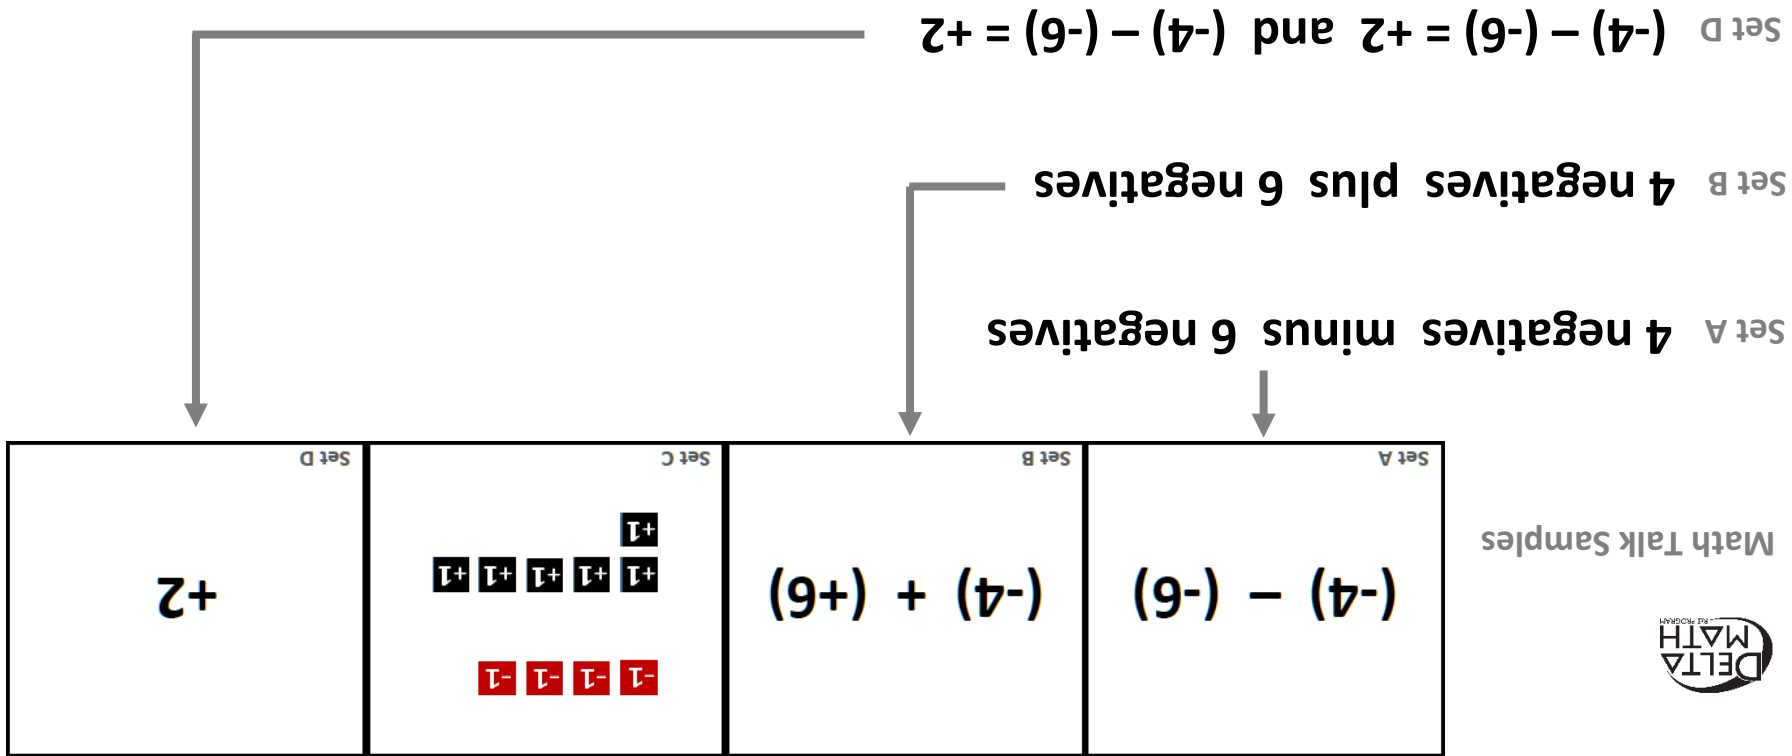 DELTA
MATH
RtI PROGRAM
Math Talk Samples
(-4) – (-6)
Set A
(-4) + (+6)
Set B
-1 -1 -1 -1
+1 +1 +1 +1 +1
+1
Set C
+2
Set D
Set A 4 negatives minus 6 negatives
Set B 4 negatives plus 6 negatives
Set D (-4) – (-6) = +2 and (-4) – (-6) = +2